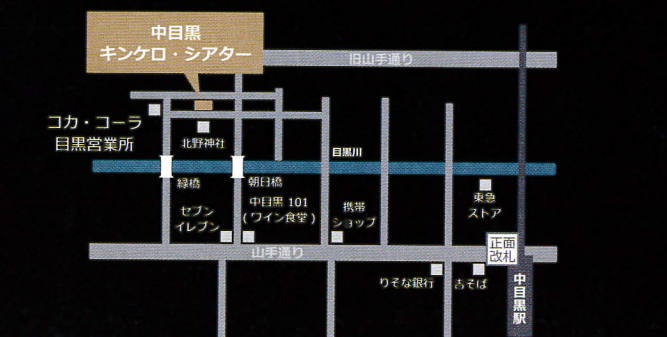 中目黒
キンケロ・シアター
旧山手通り
コカ・コーラ
目黒営業所
北野神社
目黒川
緑橋
朝日橋
東急
ストア
セブン
イレブン
中目黒 101
(ワイン食堂)
携帯
ショップ
山手通り
正面
改札
りそな銀行
吉そば
中目黒駅